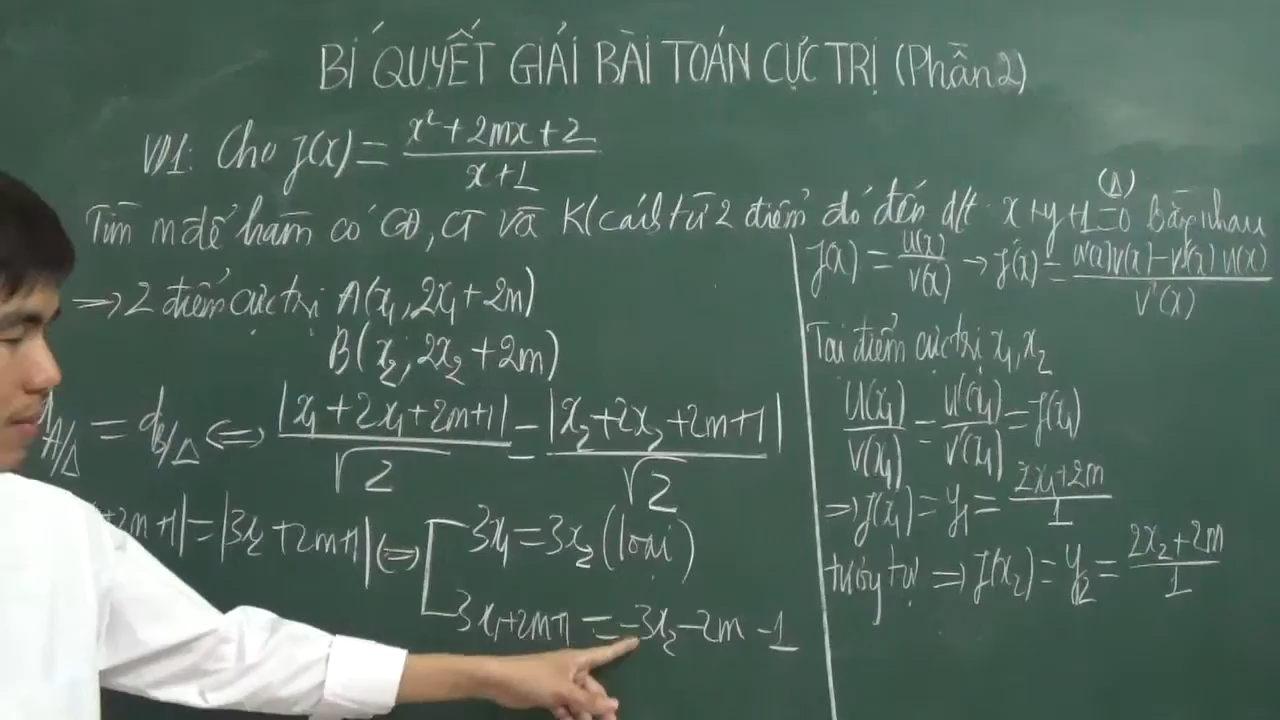 BÍ QUYẾT GIẢI BÀI TOÁN CỰC TRỊ (Phần 2)
VD1: Cho f(x) = (x² + 2mx + 2)/(x + 1)
Tìm m để hàm có CĐ, CT và K/cách từ 2 điểm đó đến đ/t x + y + 1 = 0 (Δ) bằng nhau
⇒ 2 điểm cực trị A(x₁, 2x₁ + 2m)
B(x₂; 2x₂ + 2m)
d_A/Δ = d_B/Δ ⇔ |x₁ + 2x₁ + 2m + 1|/√2 = |x₂ + 2x₂ + 2m + 1|/√2
+ 2m + 1| = |3x₂ + 2m + 1| ⇔ [ 3x₁ = 3x₂ (loại)
3x₁ + 2m + 1 = -3x₂ - 2m - 1
f(x) = u(x)/v(x) → f'(x) = (u'(x)v(x) - v'(x)u(x))/v²(x)
Tại điểm cực trị x₁, x₂
u(x₁)/v(x₁) = u'(x₁)/v'(x₁) = f(x₁)
⇒ f(x₁) = y₁ = (2x₁ + 2m)/1
tương tự ⇒ f(x₂) = y₂ = (2x₂ + 2m)/1